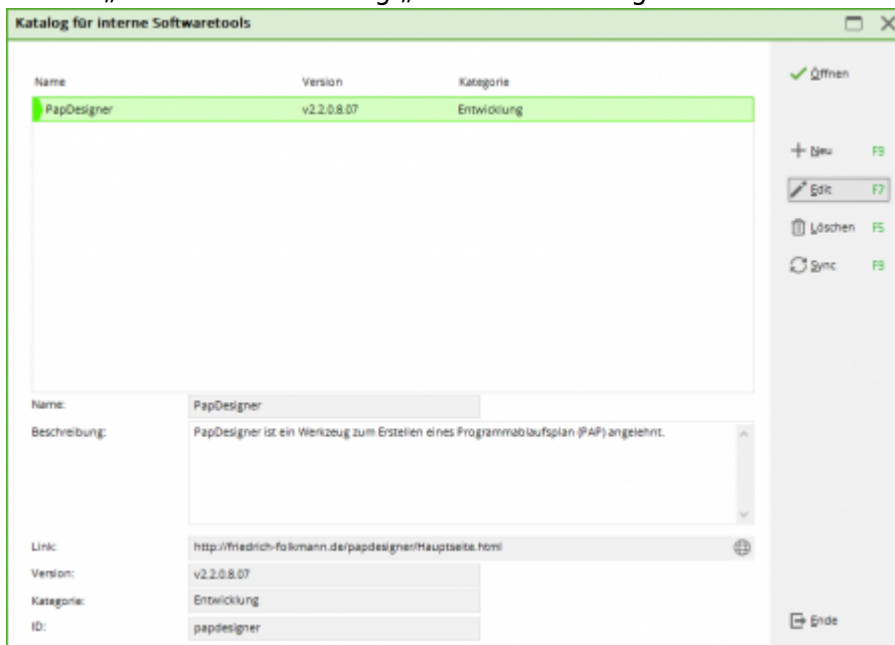 Katalog für interne Softwaretools
Name Version Kategorie
PapDesigner v2.2.0.8.07 Entwicklung
Öffnen
Neu F9
Edit F7
Löschen F5
Sync F9
Name: PapDesigner
Beschreibung: PapDesigner ist ein Werkzeug zum Erstellen eines Programmablaufsplan (PAP) angelehnt.
Link: http://friedrich-folkmann.de/papdesigner/Hauptseite.html
Version: v2.2.0.8.07
Kategorie: Entwicklung
ID: papdesigner
Ende